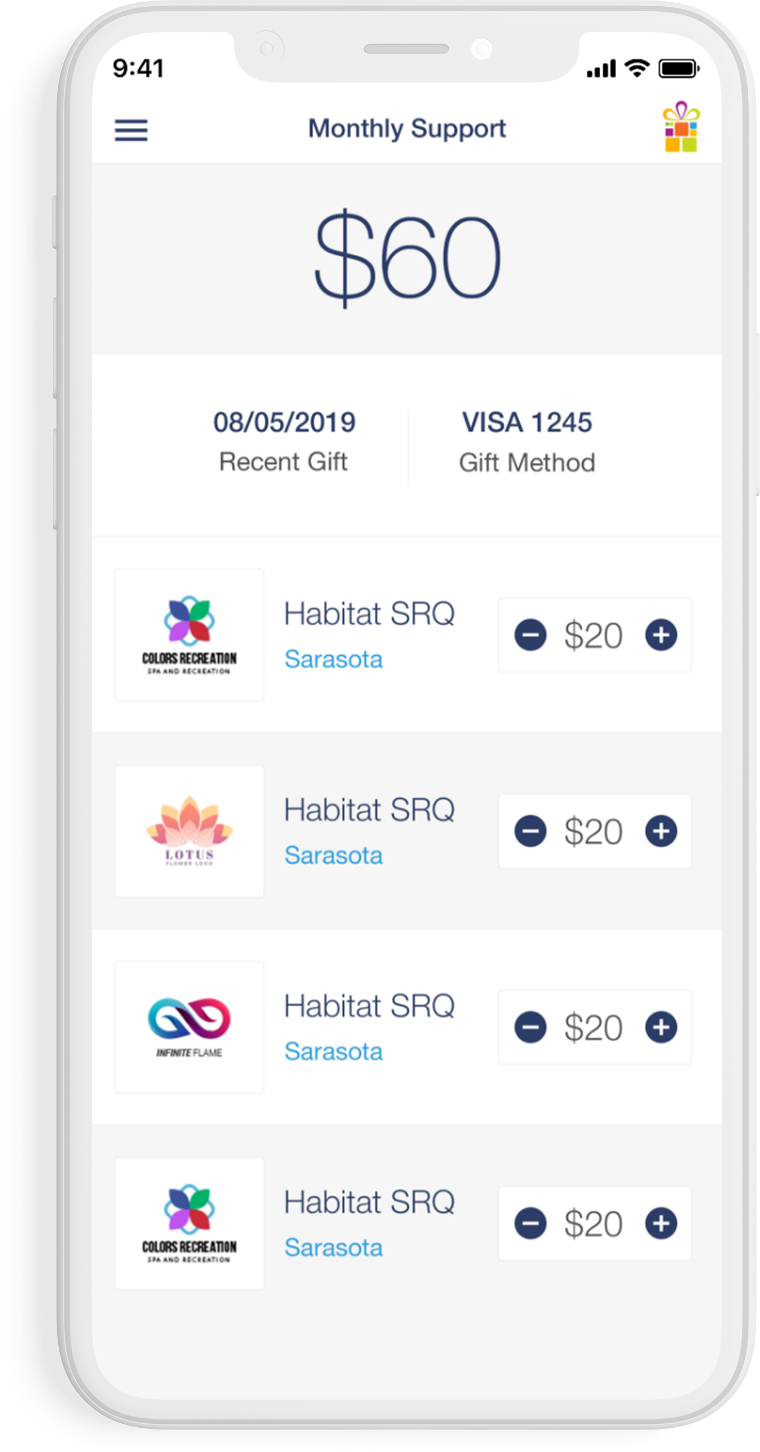 9:41
Monthly Support
$60
08/05/2019
Recent Gift
VISA 1245
Gift Method
COLORS RECREATION
SPA AND RECREATION
Habitat SRQ
Sarasota
$20
LOTUS
FLOWER LOGO
Habitat SRQ
Sarasota
$20
INFINITE FLAME
Habitat SRQ
Sarasota
$20
COLORS RECREATION
SPA AND RECREATION
Habitat SRQ
Sarasota
$20